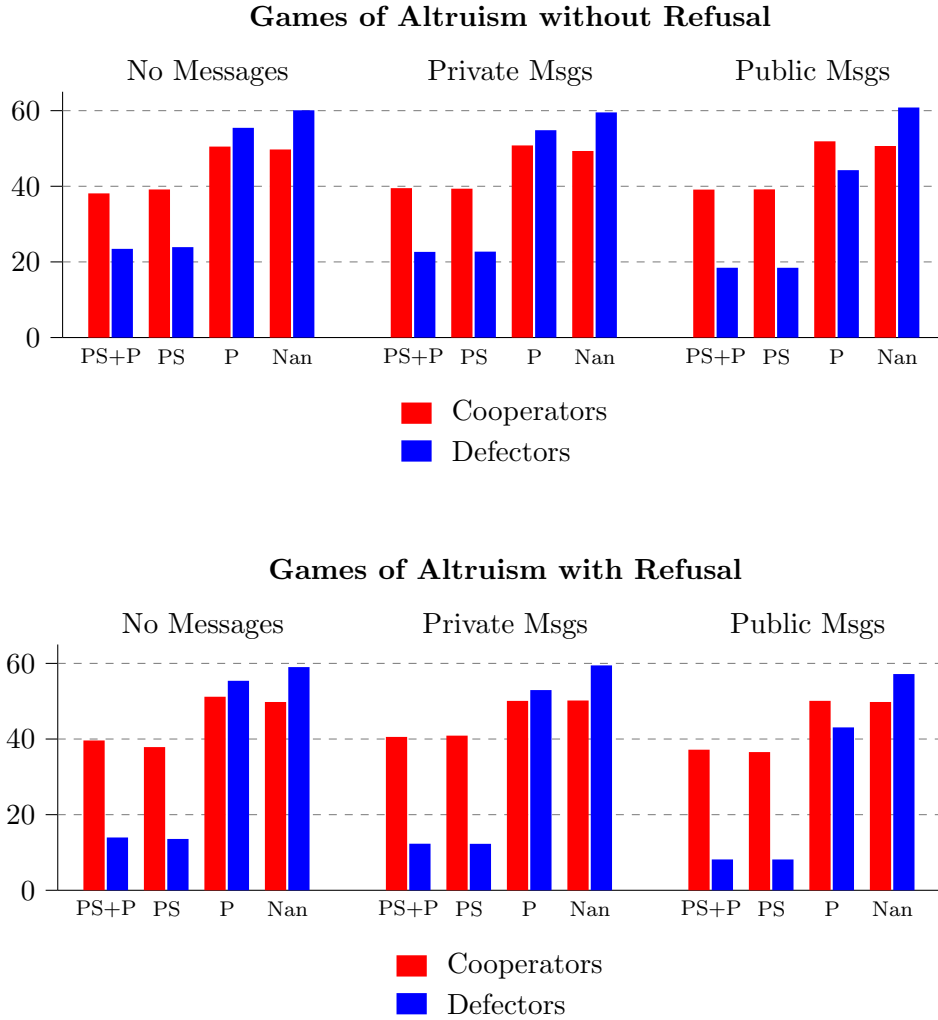 Games of Altruism without Refusal
No Messages Private Msgs Public Msgs
60
40
20
0
PS+P PS P Nan PS+P PS P Nan PS+P PS P Nan
Cooperators
Defectors
Games of Altruism with Refusal
No Messages Private Msgs Public Msgs
60
40
20
0
PS+P PS P Nan PS+P PS P Nan PS+P PS P Nan
Cooperators
Defectors